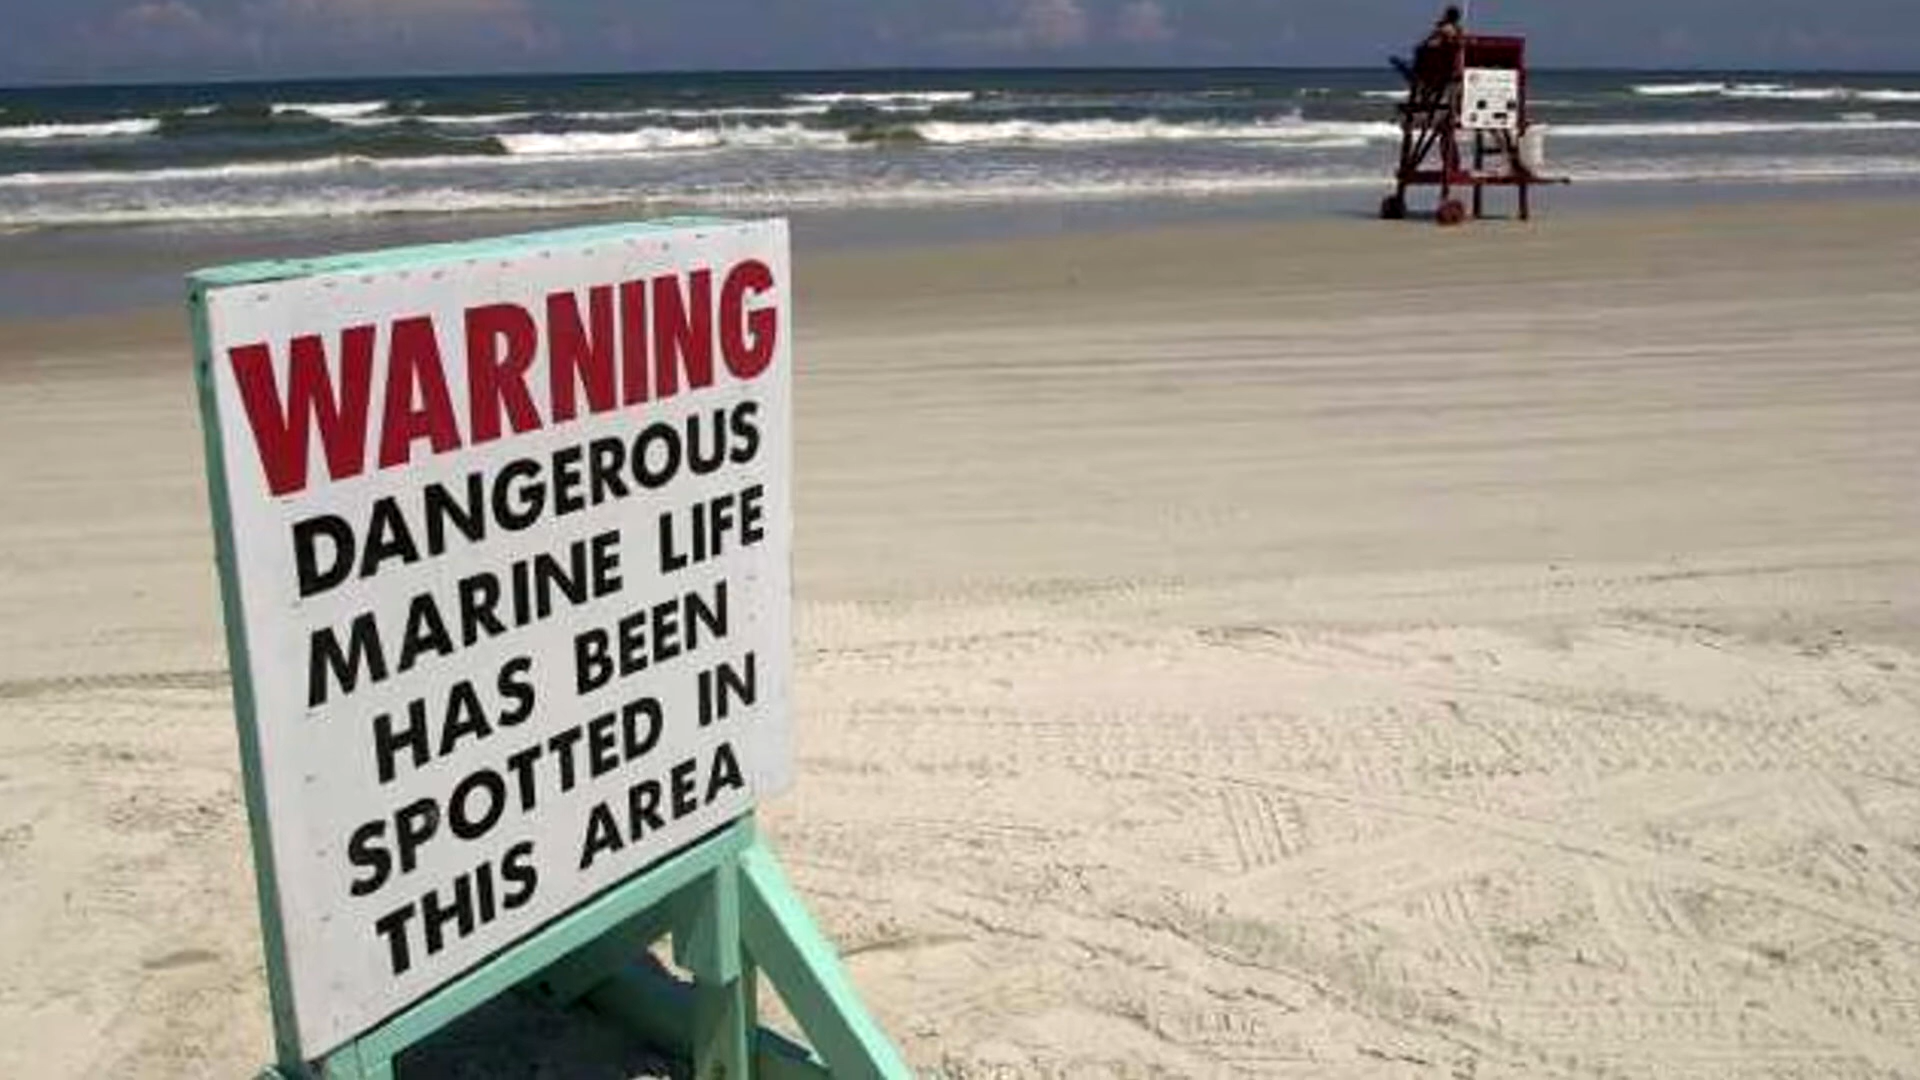 WARNING
DANGEROUS
MARINE LIFE
HAS BEEN
SPOTTED IN
THIS AREA